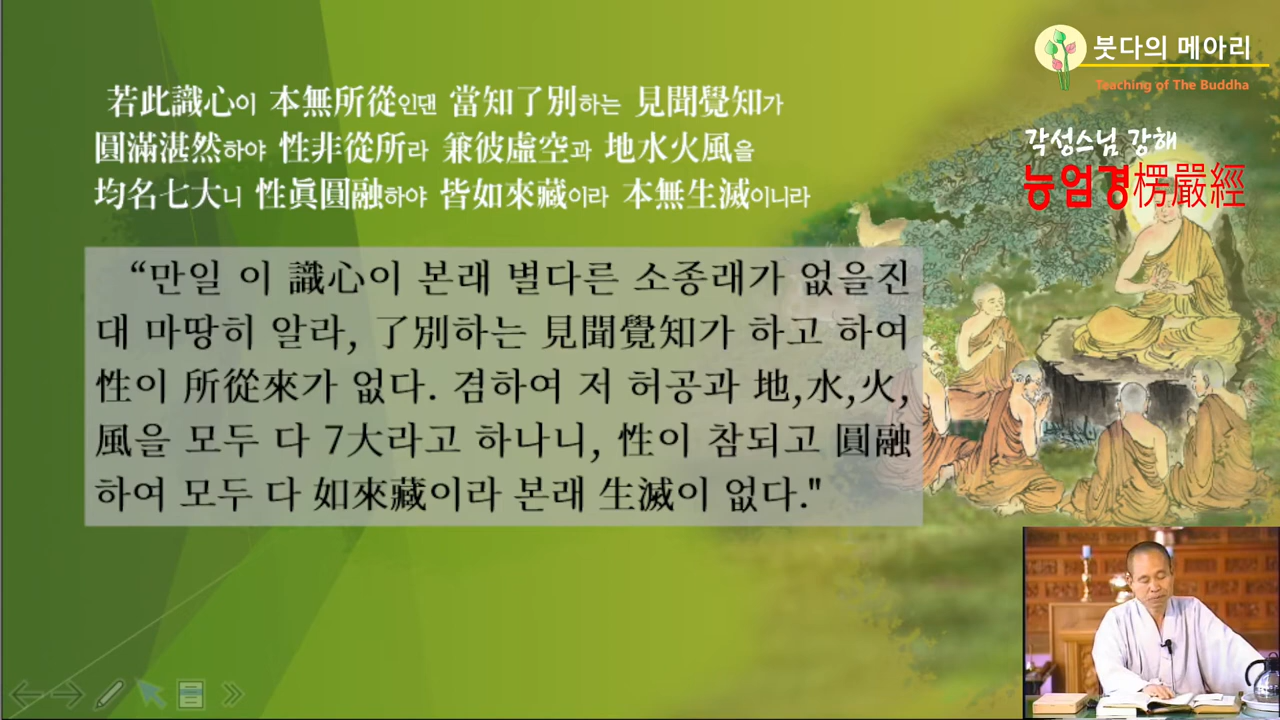 若此識心이 本無所從인댄 當知了別하는 見聞覺知가
圓滿湛然하야 性非從所라 兼彼虛空과 地水火風을
均名七大니 性眞圓融하야 皆如來藏이라 本無生滅이니라
“만일 이 識心이 본래 별다른 소종래가 없을진
대 마땅히 알라, 了別하는 見聞覺知가 하고 하여
性이 所從來가 없다. 겸하여 저 허공과 地,水,火,
風을 모두 다 7大라고 하나니, 性이 참되고 圓融
하여 모두 다 如來藏이라 본래 生滅이 없다."
붓다의 메아리
Teaching of The Buddha
각성스님 강해
능엄경楞嚴經